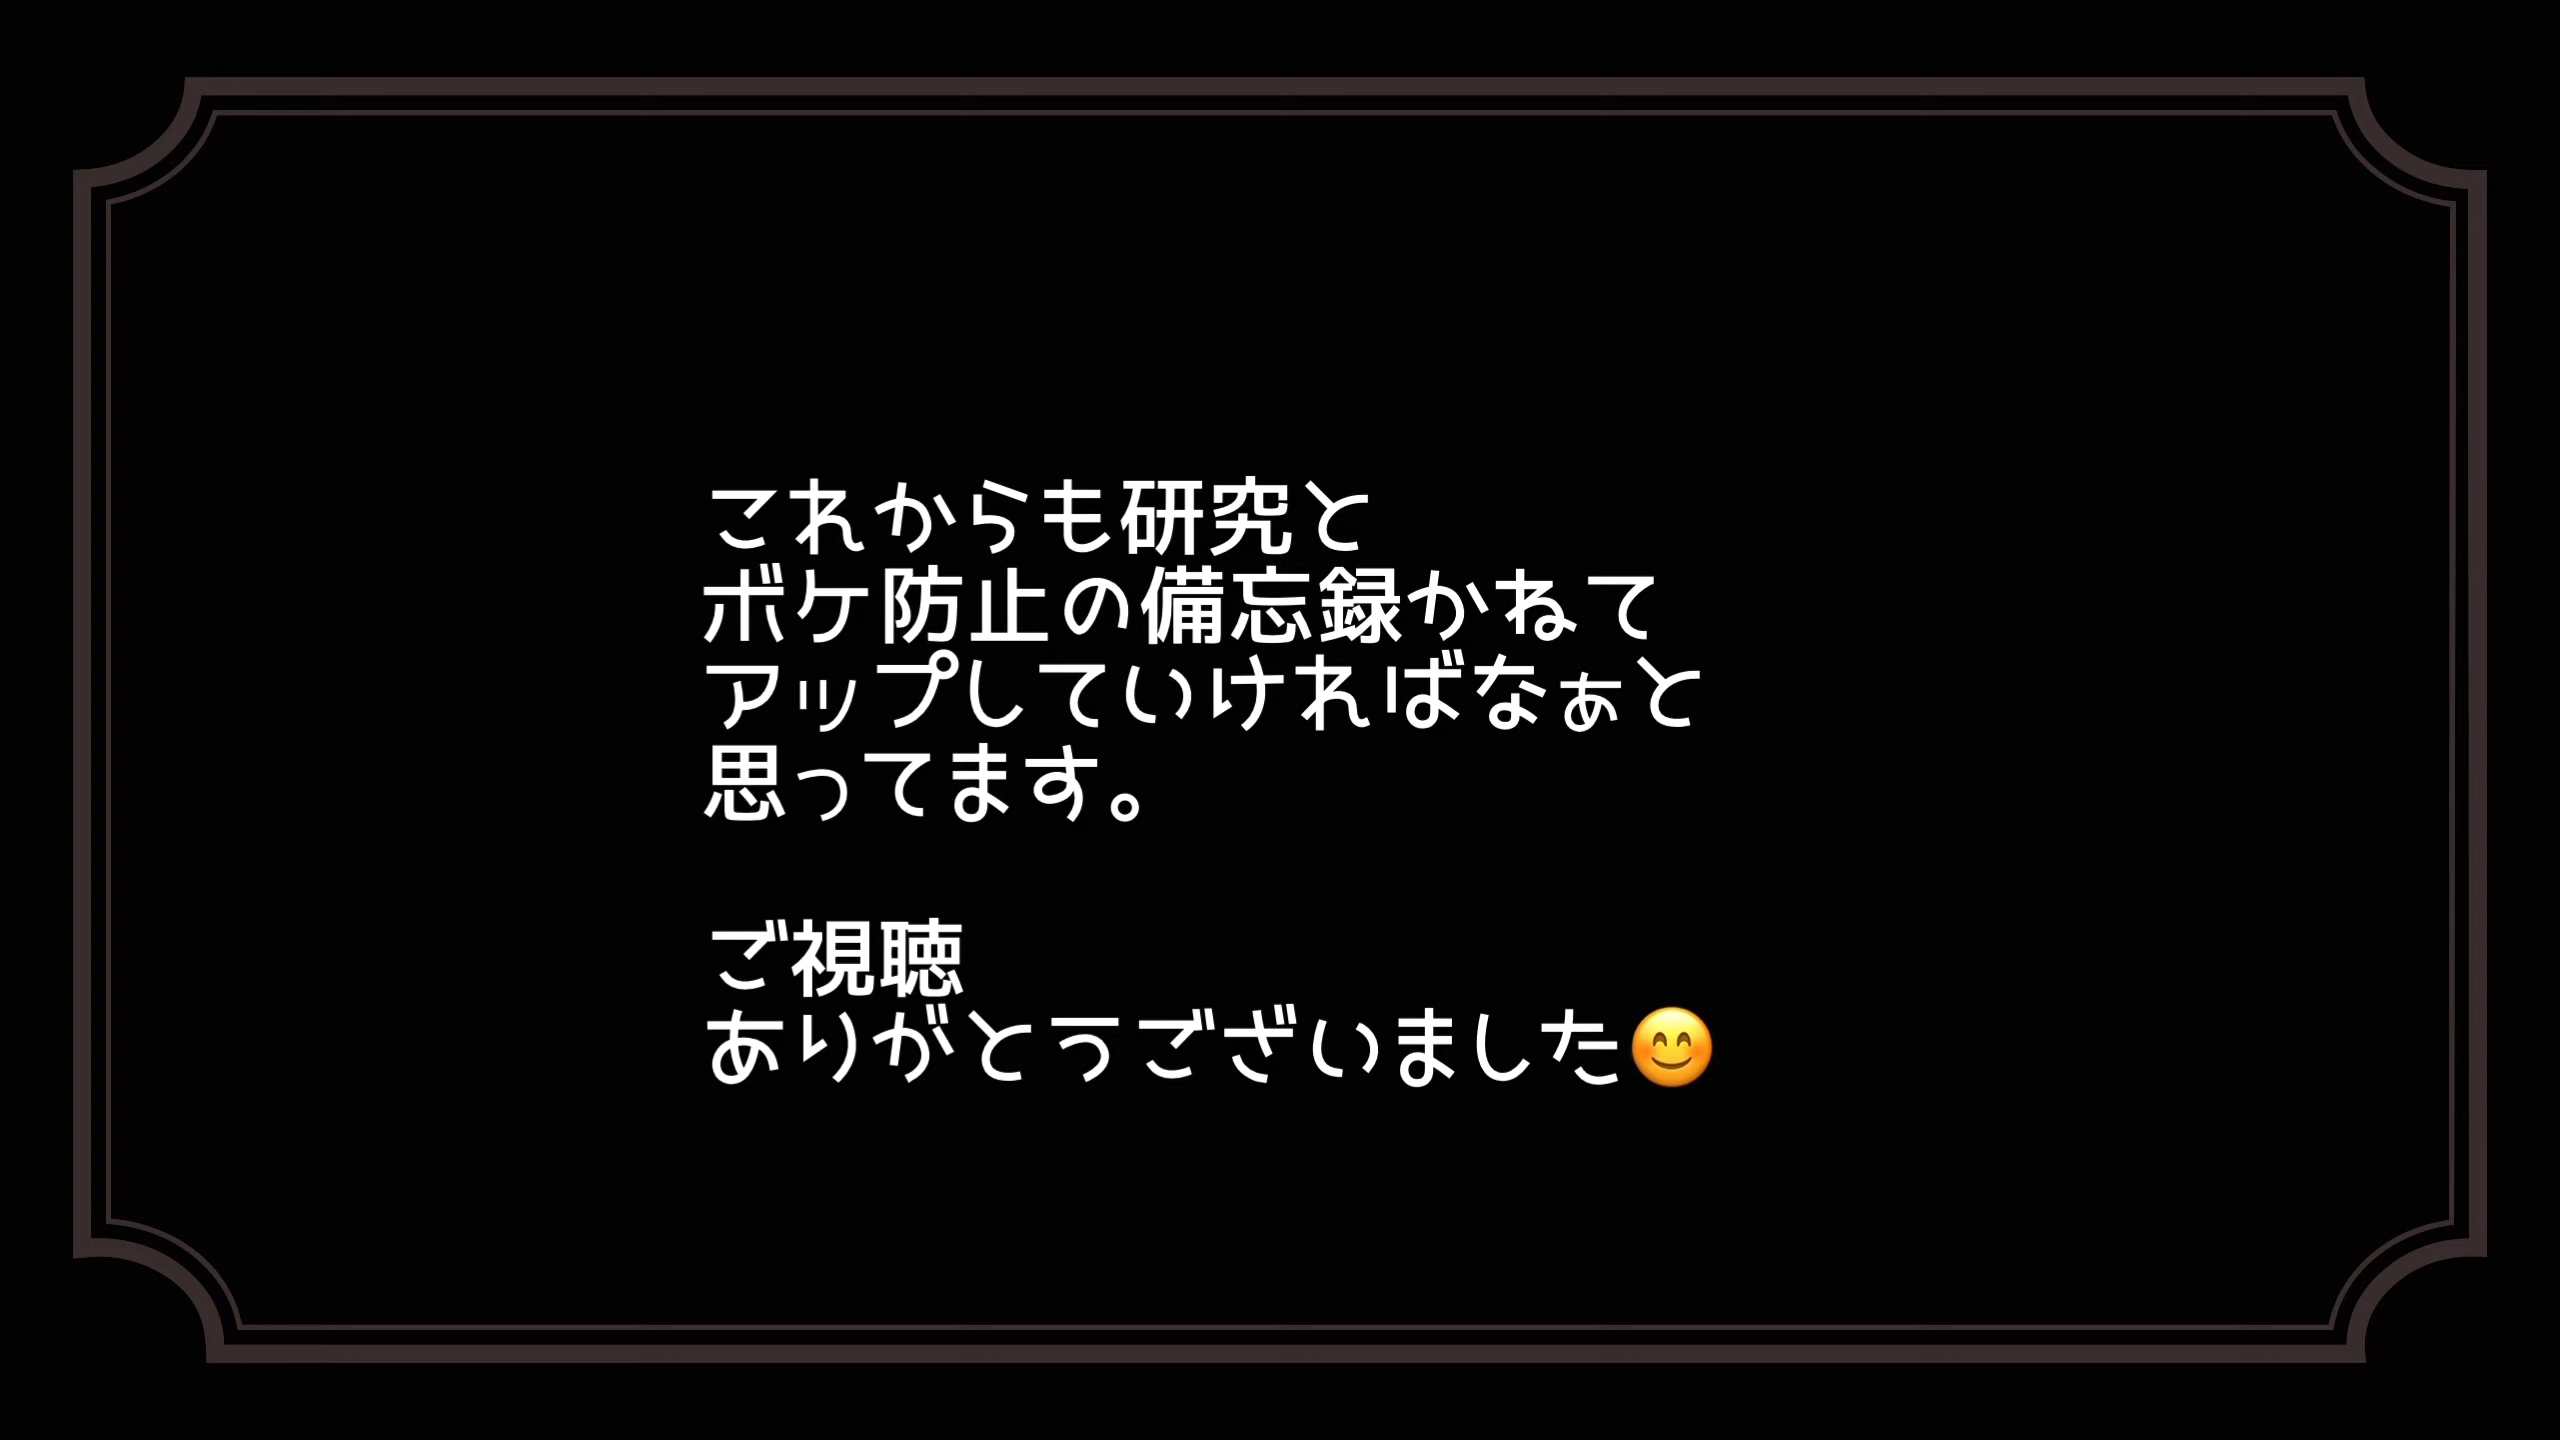 これからも研究と
ボケ防止の備忘録かねて
アップしていければなぁと
思ってます。
ご視聴
ありがとうございました😊